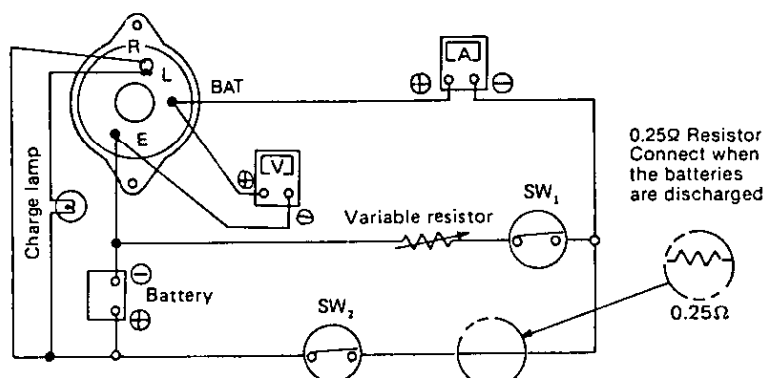 R
L
BAT
E
A
⊕
⊖
V
⊕
⊖
Charge lamp
Variable resistor
SW₁
0.25Ω Resistor
Connect when
the batteries
are discharged
⊖
Battery
⊕
SW₂
0.25Ω